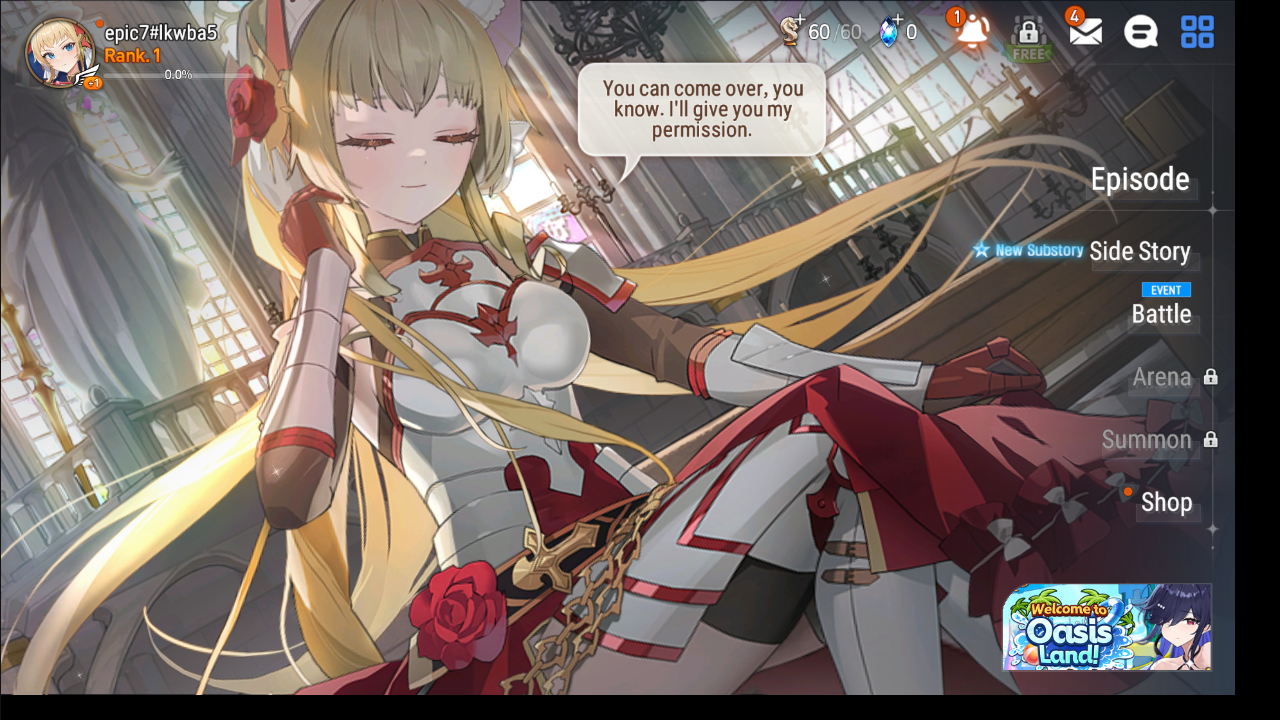 epic7#lkwba5
Rank. 1
0.0%
+1
60/60
0
1
FREE
4
You can come over, you
know. I'll give you my
permission.
Episode
New Substory Side Story
EVENT
Battle
Arena
Summon
Shop
Welcome to
Oasis
Land!